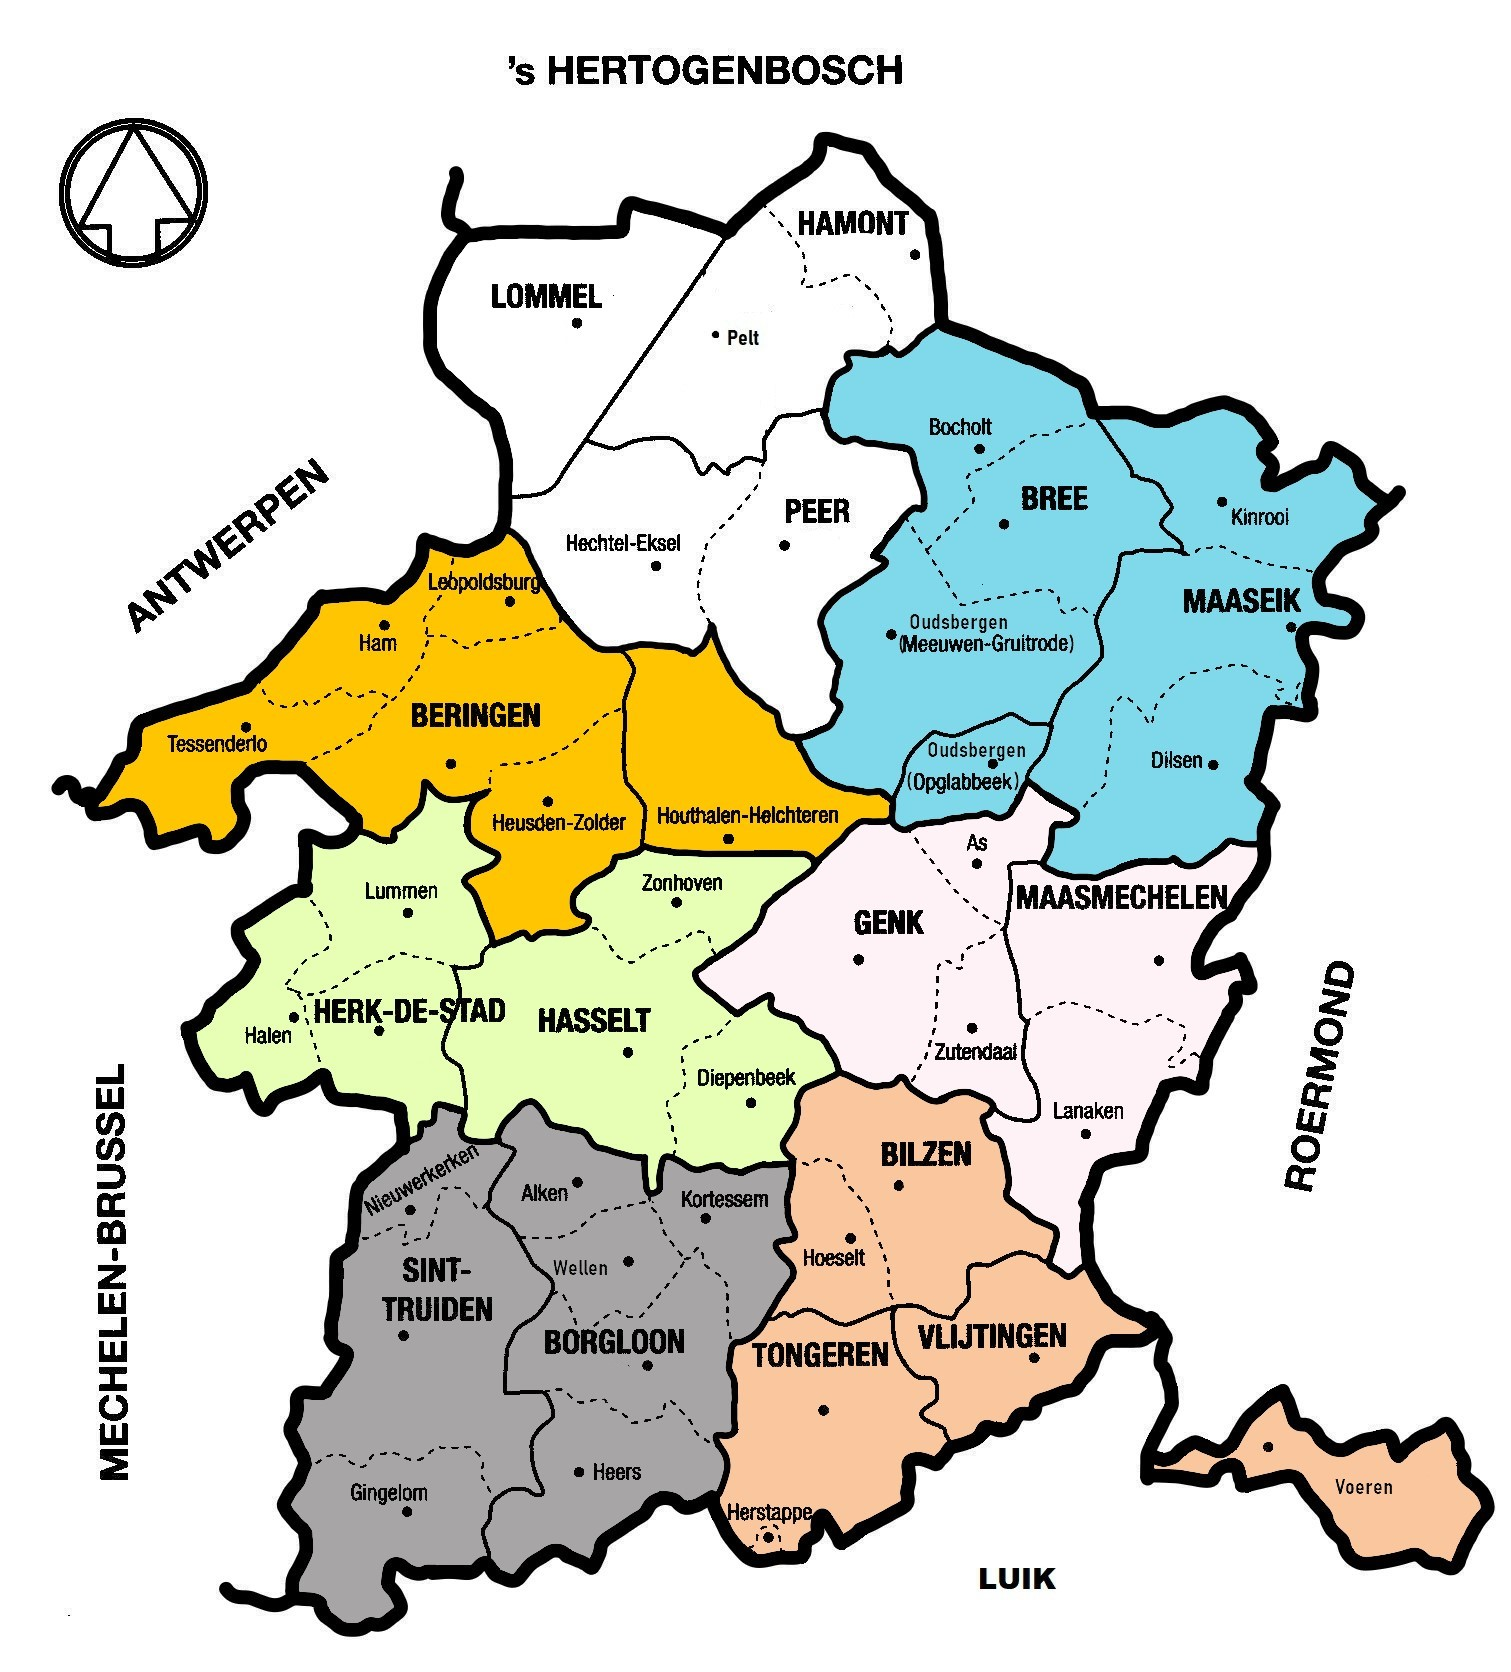 's HERTOGENBOSCH
HAMONT
LOMMEL
Pelt
Bocholt
ANTWERPEN
PEER
BREE
Kinrooi
Hechtel-Eksel
Leopoldsburg
MAASEIK
Ham
Oudsbergen
(Meeuwen-Gruitrode)
BERINGEN
Tessenderlo
Oudsbergen
(Opglabbeek)
Dilsen
Heusden-Zolder
Houthalen-Helchteren
As
Lummen
Zonhoven
MAASMECHELEN
GENK
HERK-DE-STAD
HASSELT
Halen
Zutendaal
ROERMOND
Diepenbeek
Lanaken
MECHELEN-BRUSSEL
BILZEN
Nieuwerkerken
Alken
Kortessem
Hoeselt
Wellen
SINT-
TRUIDEN
BORGLOON
TONGEREN
VLIJTINGEN
Heers
Gingelom
Voeren
Herstappe
LUIK